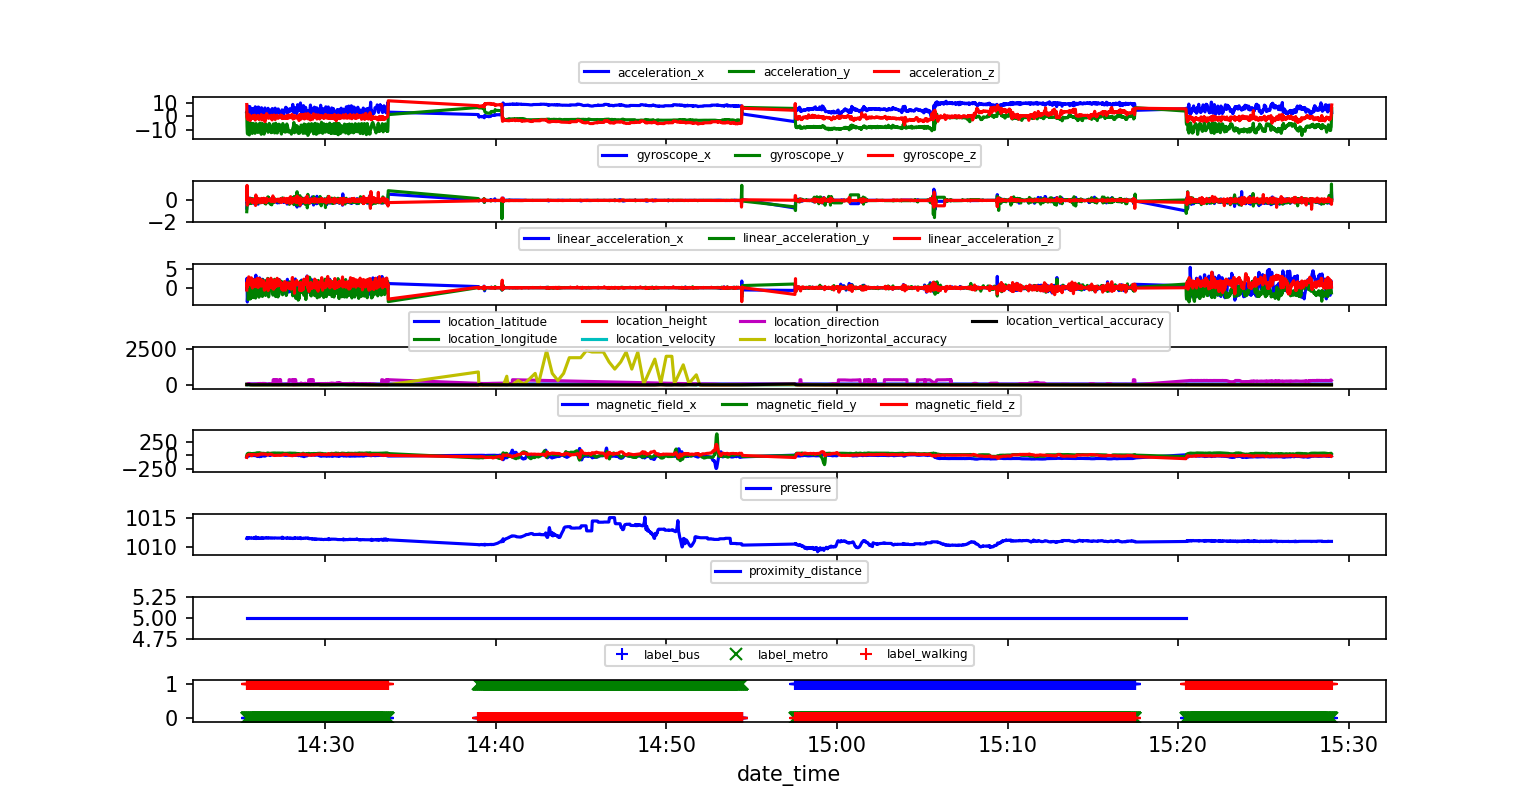 acceleration_x acceleration_y acceleration_z
10
0
−10
gyroscope_x gyroscope_y gyroscope_z
0
−2
linear_acceleration_x linear_acceleration_y linear_acceleration_z
5
0
location_latitude location_height location_direction location_vertical_accuracy
location_longitude location_velocity location_horizontal_accuracy
2500
0
magnetic_field_x magnetic_field_y magnetic_field_z
250
0
−250
pressure
1015
1010
proximity_distance
5.25
5.00
4.75
label_bus label_metro label_walking
1
0
14:30 14:40 14:50 15:00 15:10 15:20 15:30
date_time